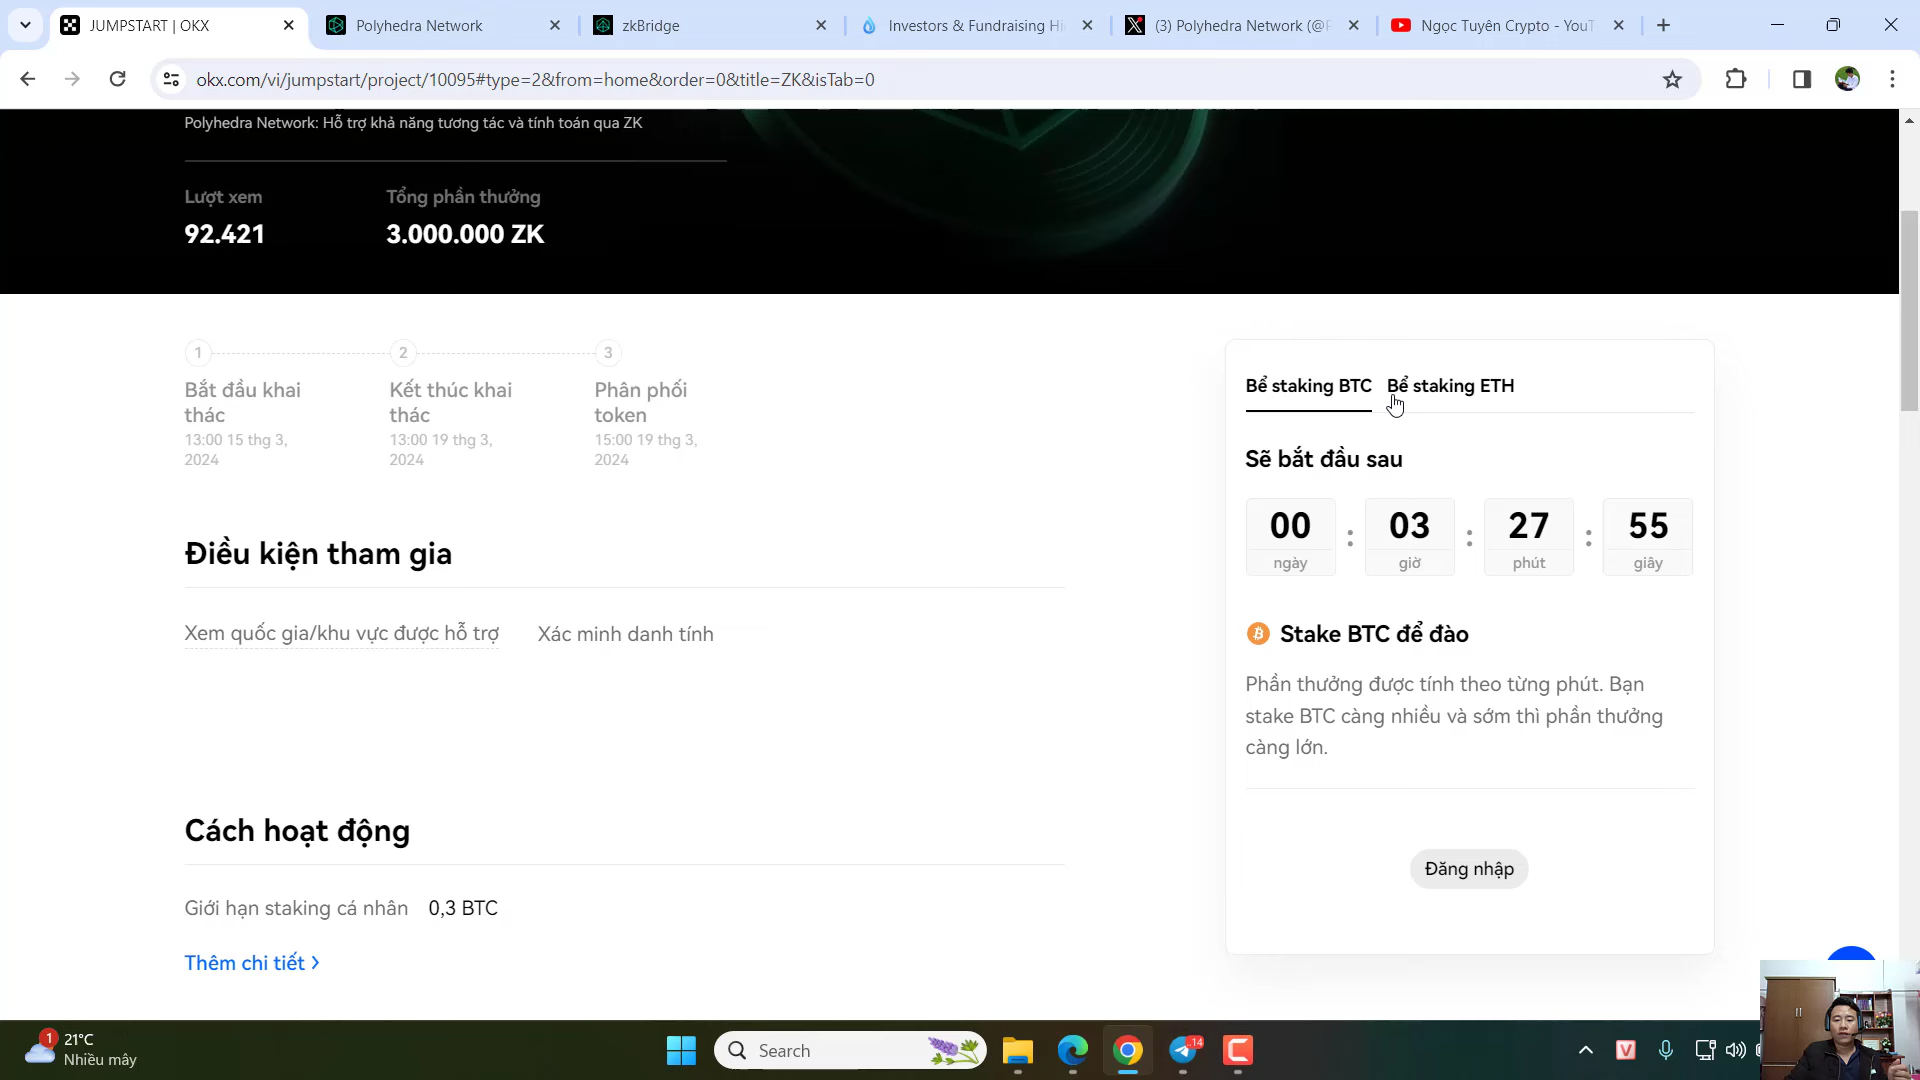 JUMPSTART | OKX
Polyhedra Network
zkBridge
Investors & Fundraising Hi
(3) Polyhedra Network (@P
Ngọc Tuyên Crypto - YouT
okx.com/vi/jumpstart/project/10095#type=2&from=home&order=0&title=ZK&isTab=0
Polyhedra Network: Hỗ trợ khả năng tương tác và tính toán qua ZK
Lượt xem
Tổng phần thưởng
92.421
3.000.000 ZK
1
2
3
Bắt đầu khai
thác
13:00 15 thg 3,
2024
Kết thúc khai
thác
13:00 19 thg 3,
2024
Phân phối
token
15:00 19 thg 3,
2024
Điều kiện tham gia
Xem quốc gia/khu vực được hỗ trợ
Xác minh danh tính
Cách hoạt động
Giới hạn staking cá nhân
0,3 BTC
Thêm chi tiết
Bể staking BTC
Bể staking ETH
Sẽ bắt đầu sau
00 : 03 : 27 : 55
ngày
giờ
phút
giây
Stake BTC để đào
Phần thưởng được tính theo từng phút. Bạn
stake BTC càng nhiều và sớm thì phần thưởng
càng lớn.
Đăng nhập
1
21°C
Nhiều mây
Search
14
V